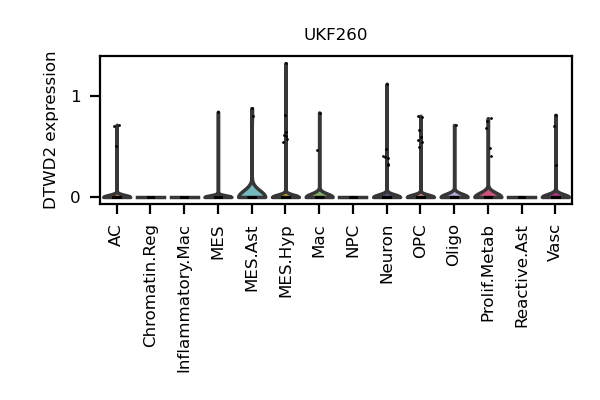 UKF260
DTWD2 expression
1
0
AC
Chromatin.Reg
Inflammatory.Mac
MES
MES.Ast
MES.Hyp
Mac
NPC
Neuron
OPC
Oligo
Prolif.Metab
Reactive.Ast
Vasc